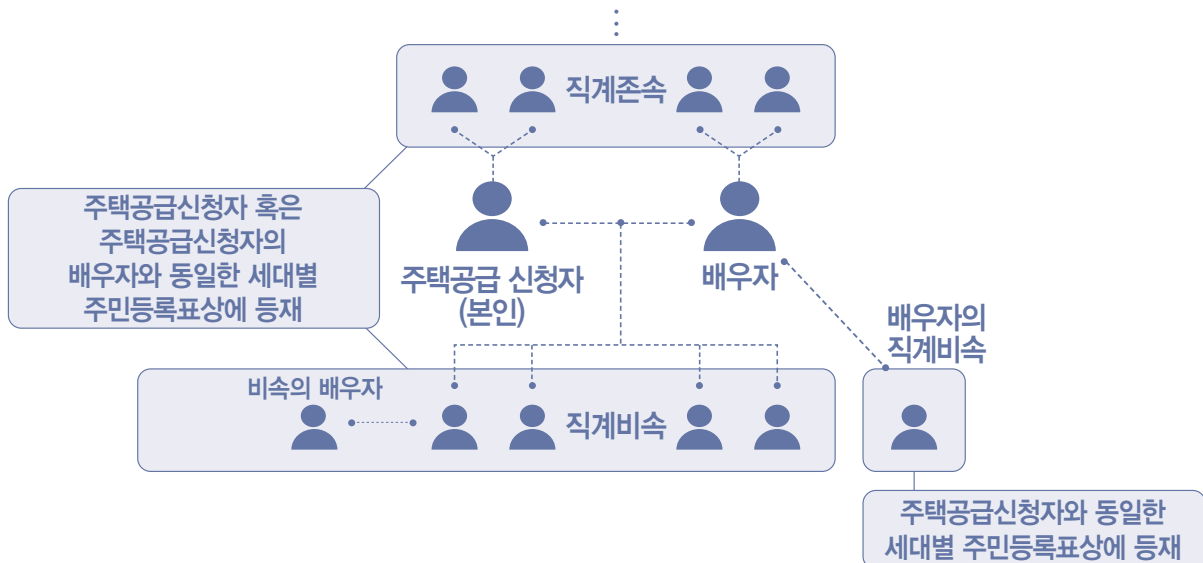 직계존속
주택공급신청자 혹은
주택공급신청자의
배우자와 동일한 세대별
주민등록표상에 등재
주택공급 신청자
(본인)
배우자
배우자의
직계비속
비속의 배우자
직계비속
주택공급신청자와 동일한
세대별 주민등록표상에 등재